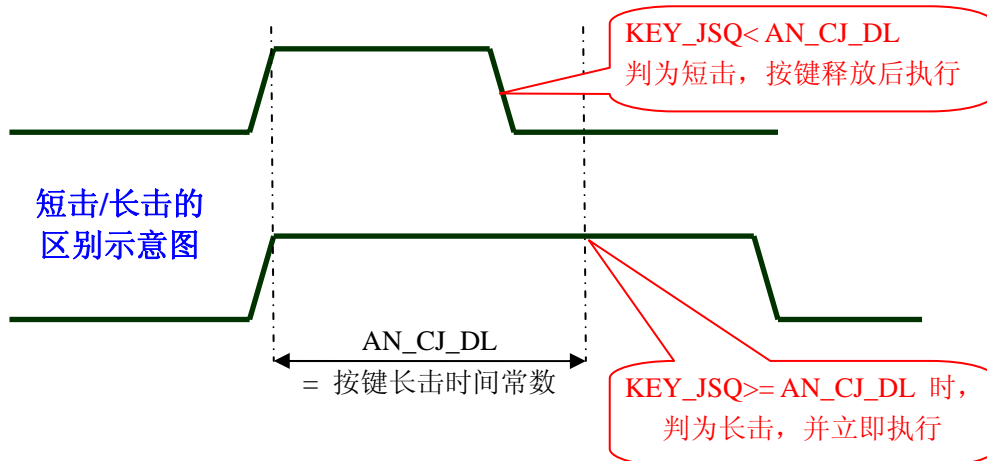 KEY_JSQ< AN_CJ_DL
判为短击，按键释放后执行
短击/长击的
区别示意图
AN_CJ_DL
= 按键长击时间常数
KEY_JSQ>= AN_CJ_DL 时，
判为长击，并立即执行